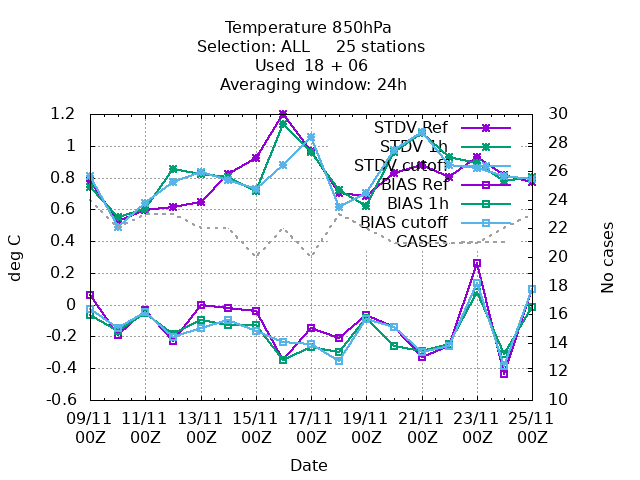 Temperature 850hPa
Selection: ALL 25 stations
Used 18 + 06
Averaging window: 24h
1.2
1
0.8
0.6
0.4
0.2
0
-0.2
-0.4
-0.6
deg C
30
28
26
24
22
20
18
16
14
12
10
No cases
STDV Ref
STDV 1h
STDV cutoff
BIAS Ref
BIAS 1h
BIAS cutoff
CASES
09/11 11/11 13/11 15/11 17/11 19/11 21/11 23/11 25/11
00Z 00Z 00Z 00Z 00Z 00Z 00Z 00Z 00Z
Date